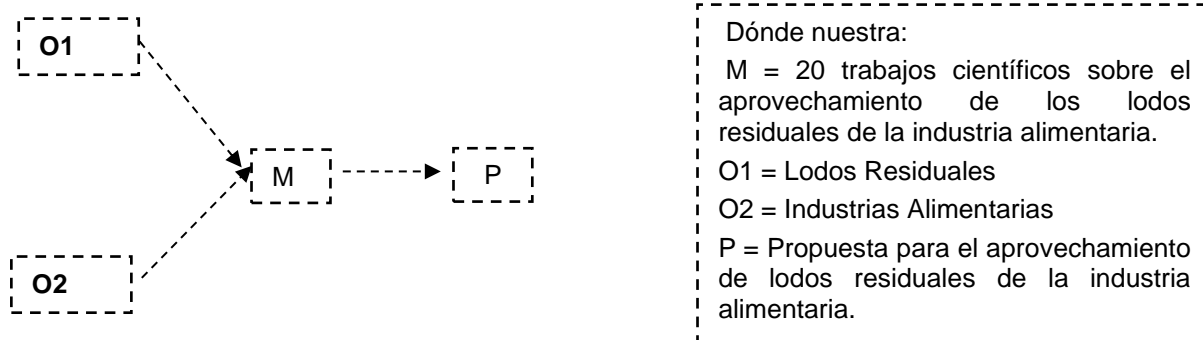 O1
M
P
O2
Dónde nuestra:
M = 20 trabajos científicos sobre el
aprovechamiento de los lodos
residuales de la industria alimentaria.
O1 = Lodos Residuales
O2 = Industrias Alimentarias
P = Propuesta para el aprovechamiento
de lodos residuales de la industria
alimentaria.